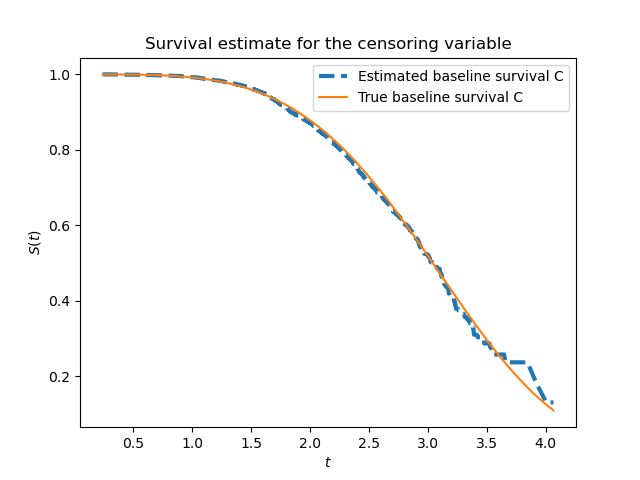 Survival estimate for the censoring variable
Estimated baseline survival C
True baseline survival C
1.0
0.8
0.6
0.4
0.2
S(t)
0.5 1.0 1.5 2.0 2.5 3.0 3.5 4.0
t